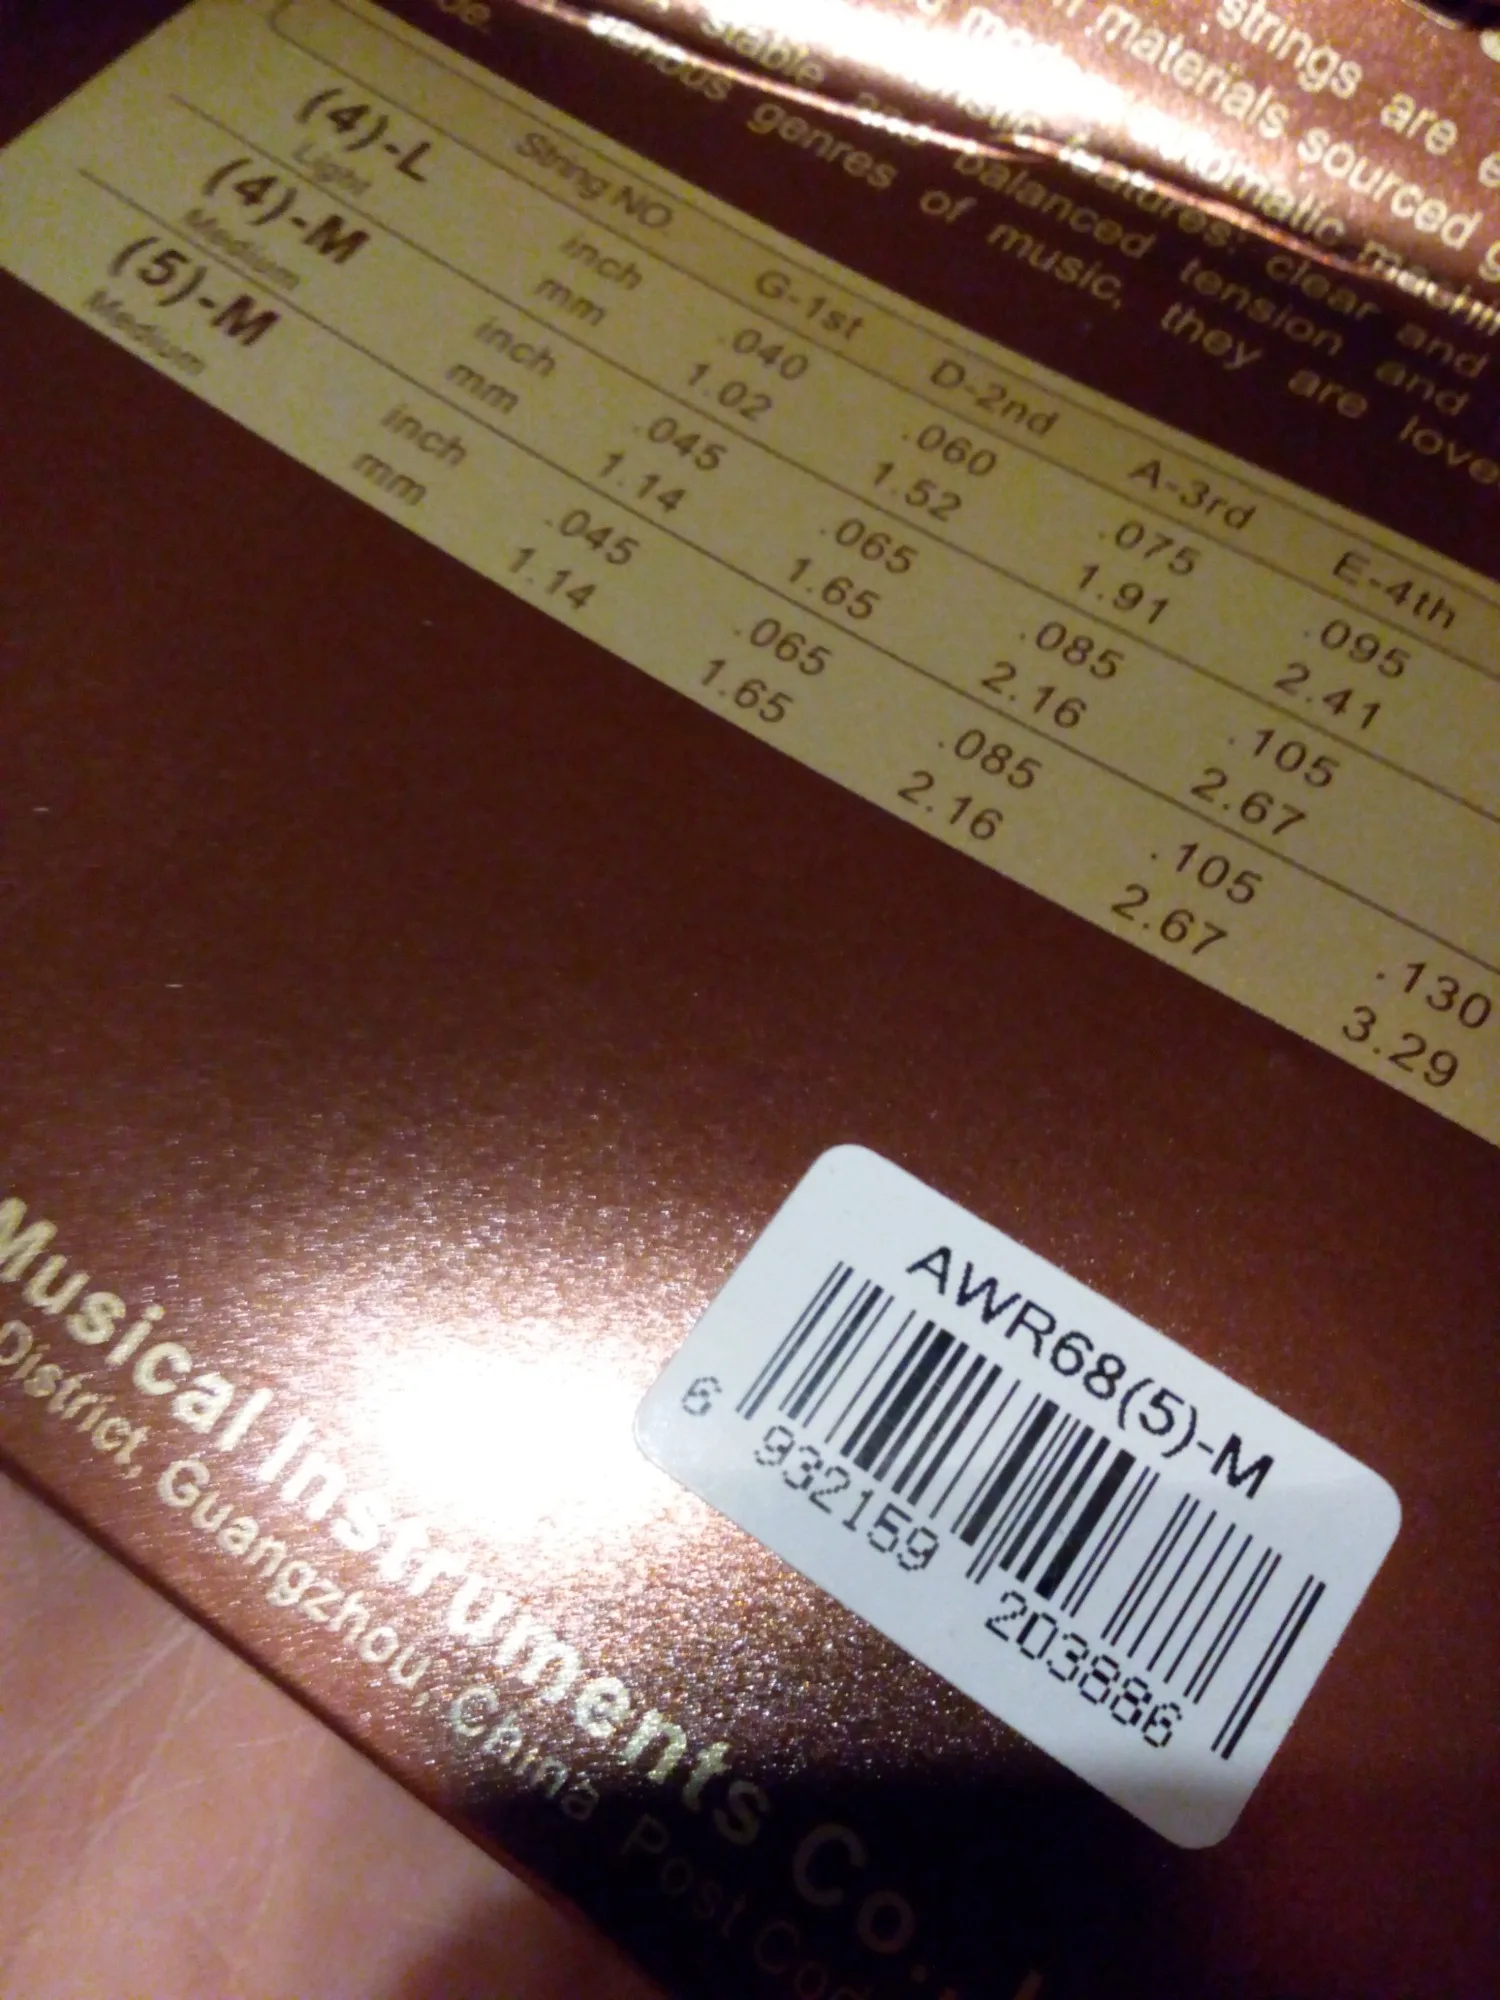 strings are
materials sourced
stable features: clear and
balanced tension and
various genres of music, they are love
String NO. G-1st D-2nd A-3rd E-4th
(4)-L inch .040 .060 .075 .095
Light mm 1.02 1.52 1.91 2.41
(4)-M inch .045 .065 .085 .105
Medium mm 1.14 1.65 2.16 2.67
(5)-M inch .045 .065 .085 .105 .130
Medium mm 1.14 1.65 2.16 2.67 3.29
AWR68(5)-M
6 932159 203886
Musical Instruments Co.
District, Guangzhou, China Post Cod